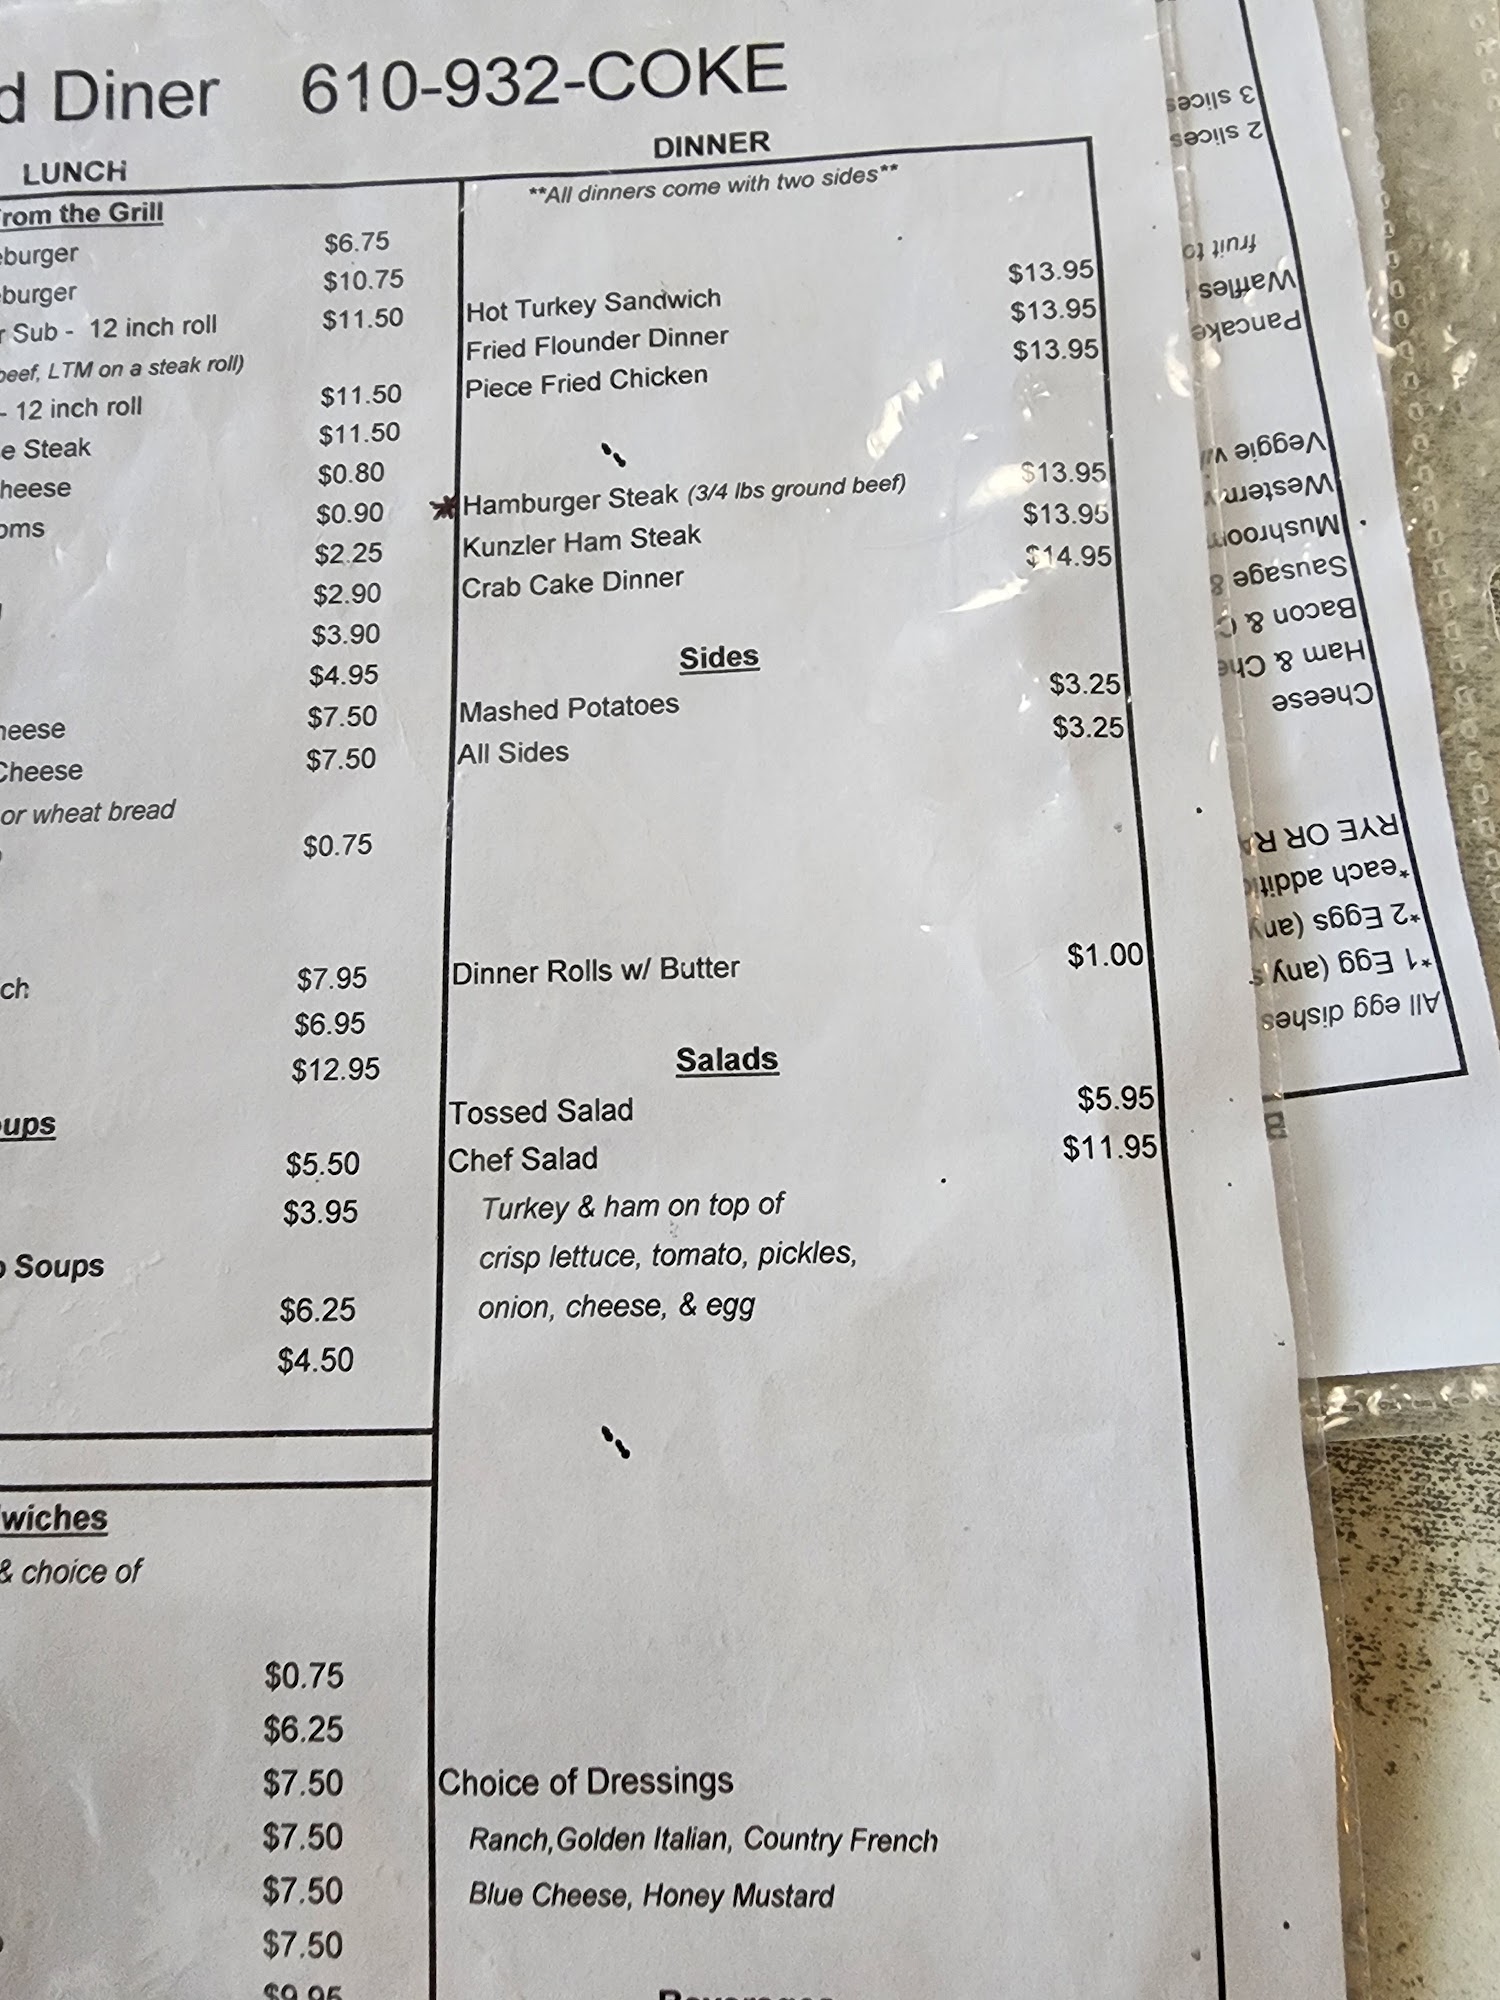 Diner 610-932-COKE
LUNCH
From the Grill
burger $6.75
burger $10.75
Sub - 12 inch roll $11.50
beef, LTM on a steak roll)
- 12 inch roll $11.50
Steak $11.50
$0.80
$0.90
$2.25
$2.90
$3.90
$4.95
$7.50
Cheese $7.50
or wheat bread
$0.75
$7.95
$6.95
$12.95
$5.50
$3.95
Soups
$6.25
$4.50
& choice of
$0.75
$6.25
$7.50
$7.50
$7.50
$7.50
DINNER
**All dinners come with two sides**
Hot Turkey Sandwich $13.95
Fried Flounder Dinner $13.95
Piece Fried Chicken $13.95
Hamburger Steak (3/4 lbs ground beef) $13.95
Kunzler Ham Steak $13.95
Crab Cake Dinner $14.95
Sides
Mashed Potatoes $3.25
All Sides $3.25
Dinner Rolls w/ Butter $1.00
Salads
Tossed Salad $5.95
Chef Salad $11.95
Turkey & ham on top of
crisp lettuce, tomato, pickles,
onion, cheese, & egg
Choice of Dressings
Ranch, Golden Italian, Country French
Blue Cheese, Honey Mustard
All egg dishes
*1 Egg (any
*2 Eggs (any
*each
RYE OR
Cheese
Ham &
Bacon &
Sausage &
Mushroom
Western
Veggie
Pancake
Waffles
fruit
2 slices
3 slices